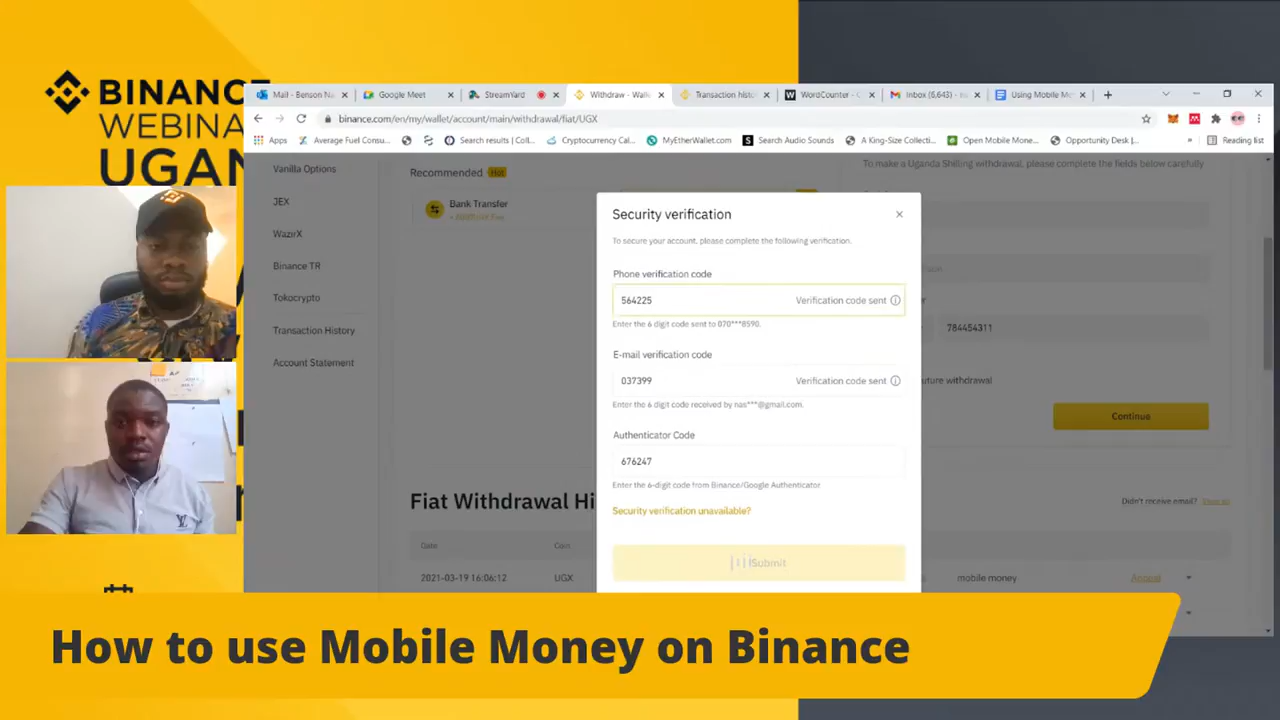 BINANCE
WEBINA
UGAN
Mail - Benson Na
Google Meet
StreamYard
Withdraw - Wall
Transaction histo
WordCounter - C
Inbox (6,643) - n
Using Mobile Mo
binance.com/en/my/wallet/account/main/withdrawal/fiat/UGX
Apps
Average Fuel Consu...
Search results | Coll...
Cryptocurrency Cal...
MyEtherWallet.com
Search Audio Sounds
A King-Size Collecti...
Open Mobile Mone...
Opportunity Desk |...
Reading list
Vanilla Options
JEX
WazirX
Binance TR
Tokocrypto
Transaction History
Account Statement
Recommended Hot
Bank Transfer
To make a Uganda Shilling withdrawal, please complete the fields below carefully
784454311
uture withdrawal
Continue
Didn't receive email?
Security verification
To secure your account, please complete the following verification.
Phone verification code
564225
Verification code sent
Enter the 6 digit code sent to 070***8590.
E-mail verification code
037399
Verification code sent
Enter the 6 digit code received by nas***@gmail.com.
Authenticator Code
676247
Enter the 6-digit code from Binance/Google Authenticator.
Security verification unavailable?
Submit
Fiat Withdrawal Hi
Date
Coin
2021-03-19 16:06:12
UGX
mobile money
Appeal
How to use Mobile Money on Binance